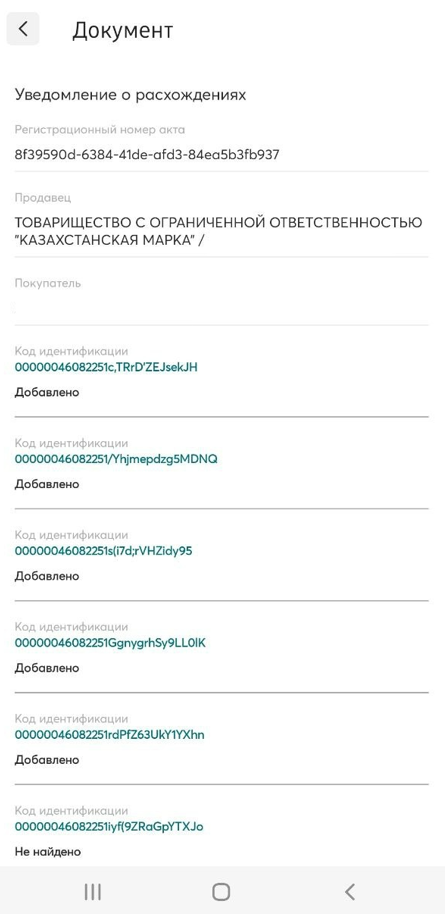 Документ
Уведомление о расхождениях
Регистрационный номер акта
8f39590d-6384-41de-afd3-84ea5b3fb937
Продавец
ТОВАРИЩЕСТВО С ОГРАНИЧЕННОЙ ОТВЕТСТВЕННОСТЬЮ
"КАЗАХСТАНСКАЯ МАРКА" /
Покупатель
Код идентификации
00000046082251c,TRrD'ZEJsekJH
Добавлено
Код идентификации
00000046082251/Yhjmepdzg5MDNQ
Добавлено
Код идентификации
00000046082251s(i7d;rVHZidy95
Добавлено
Код идентификации
00000046082251GgnygrhSy9LL0IK
Добавлено
Код идентификации
00000046082251rdPfZ63UkY1YXhn
Добавлено
Код идентификации
00000046082251iyf(9ZRaGpYTXJo
Не найдено